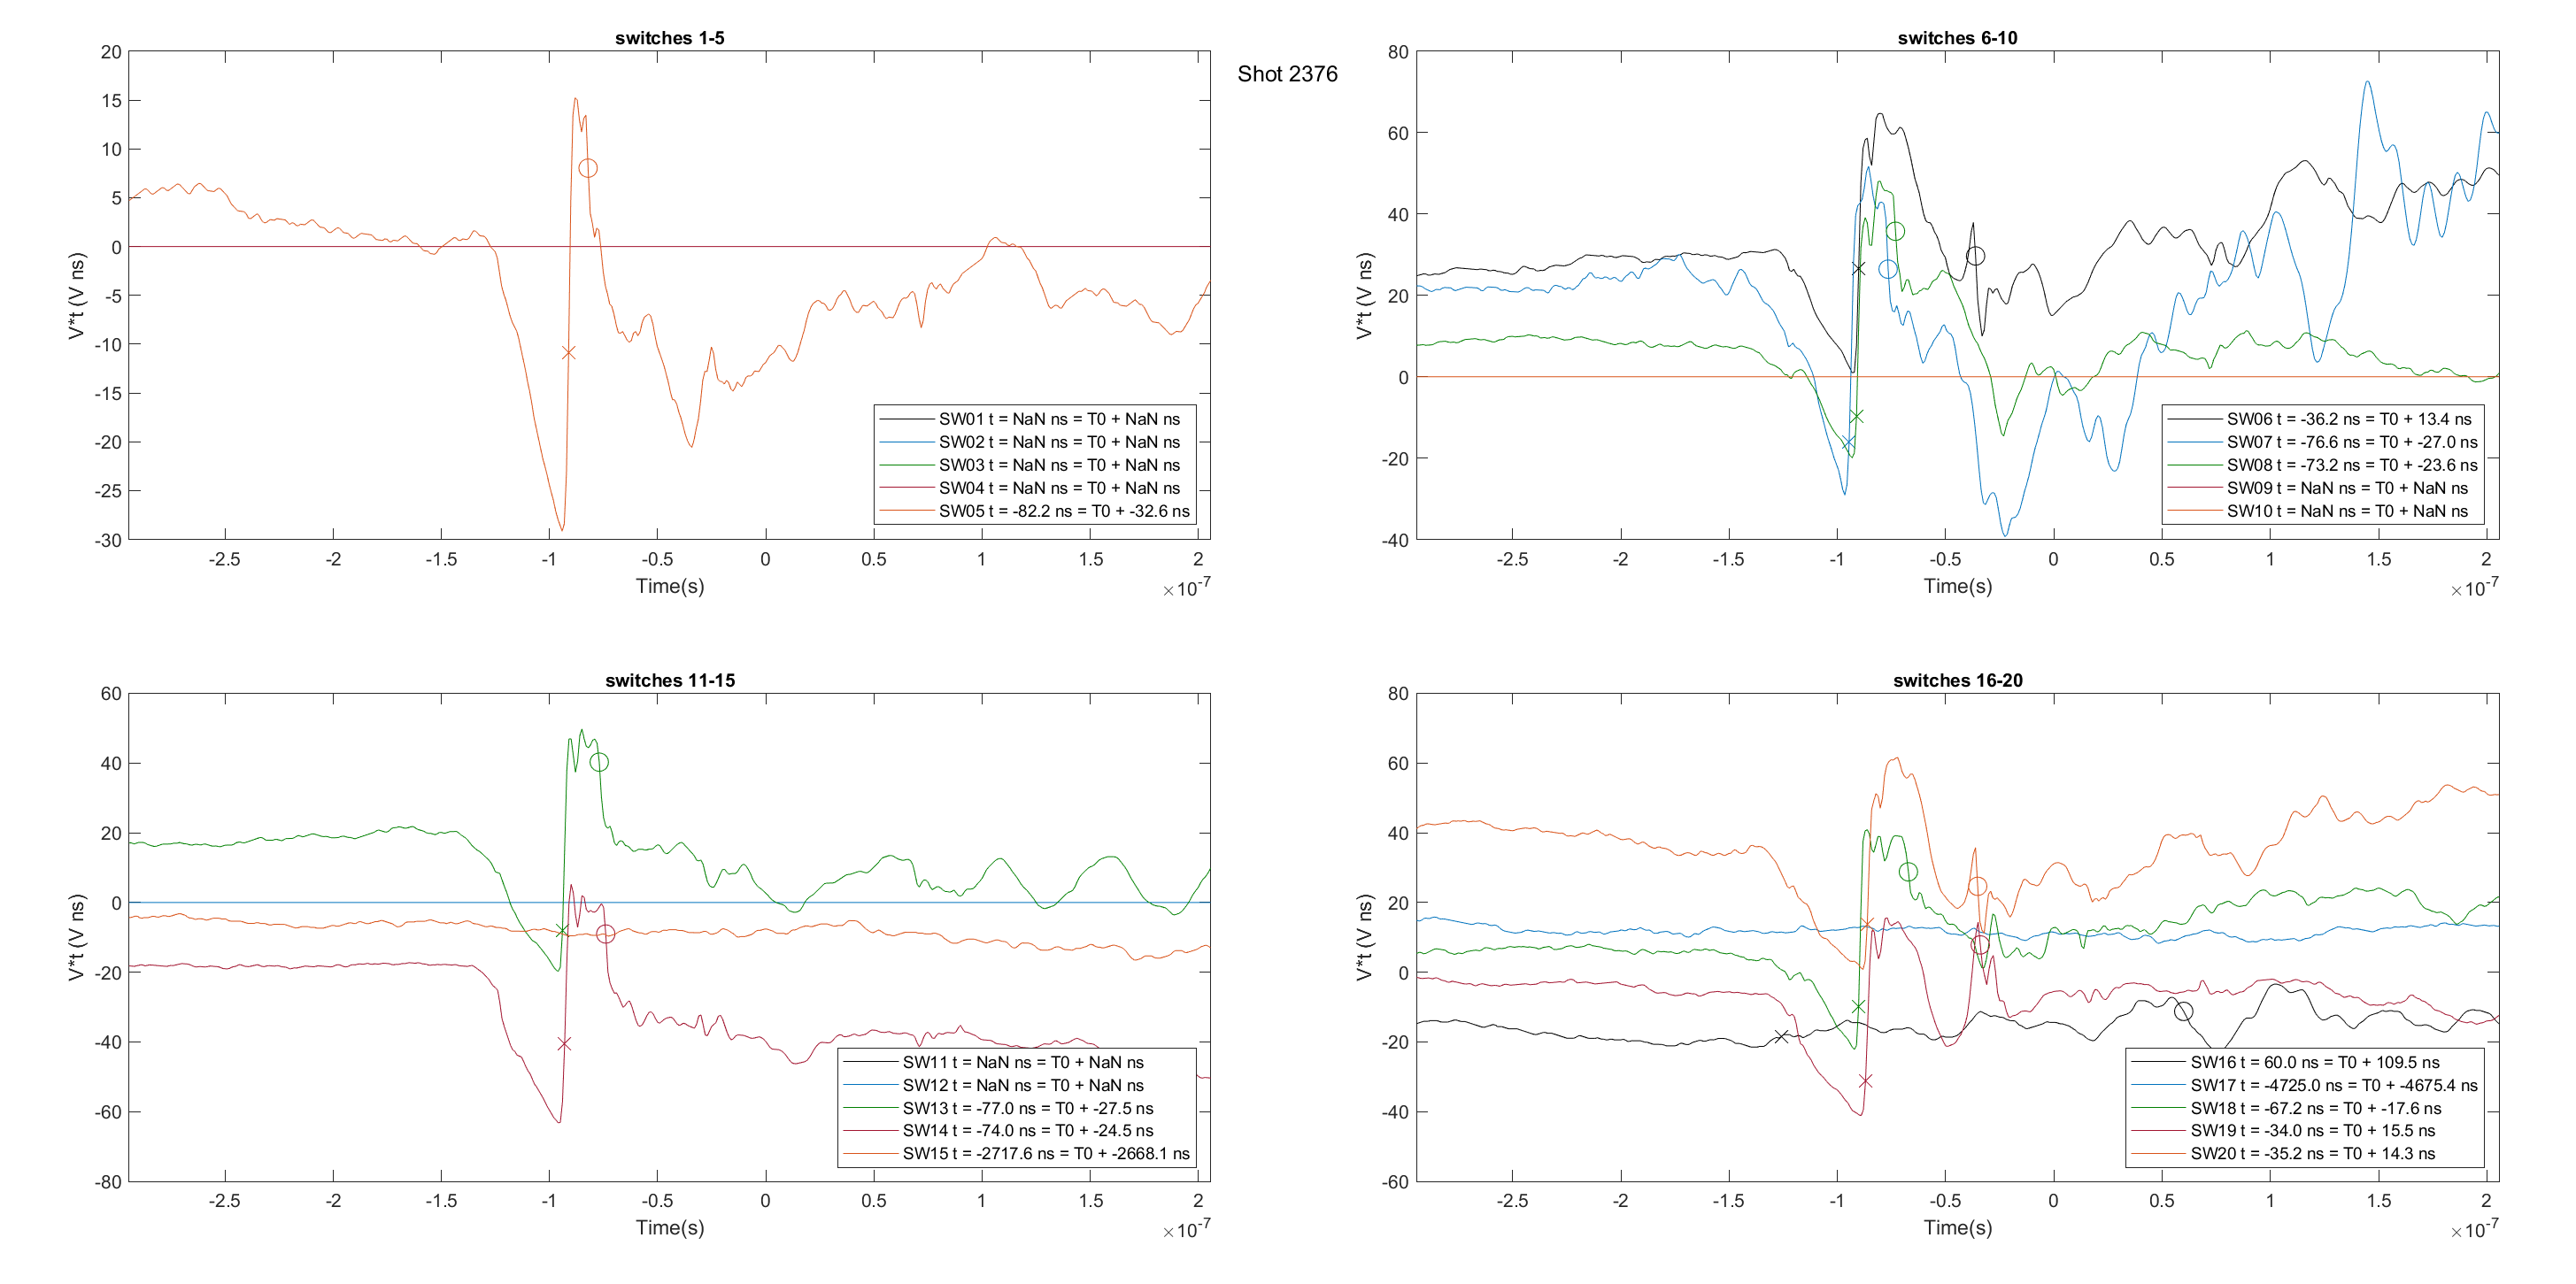 Shot 2376
switches 1-5
20
15
10
5
0
-5
-10
-15
-20
-25
-30
V*t (V ns)
SW01 t = NaN ns = T0 + NaN ns
SW02 t = NaN ns = T0 + NaN ns
SW03 t = NaN ns = T0 + NaN ns
SW04 t = NaN ns = T0 + NaN ns
SW05 t = -82.2 ns = T0 + -32.6 ns
-2.5 -2 -1.5 -1 -0.5 0 0.5 1 1.5 2
Time(s)
×10-7
switches 6-10
80
60
40
20
0
-20
-40
V*t (V ns)
SW06 t = -36.2 ns = T0 + 13.4 ns
SW07 t = -76.6 ns = T0 + -27.0 ns
SW08 t = -73.2 ns = T0 + -23.6 ns
SW09 t = NaN ns = T0 + NaN ns
SW10 t = NaN ns = T0 + NaN ns
-2.5 -2 -1.5 -1 -0.5 0 0.5 1 1.5 2
Time(s)
×10-7
switches 11-15
60
40
20
0
-20
-40
-60
-80
V*t (V ns)
SW11 t = NaN ns = T0 + NaN ns
SW12 t = NaN ns = T0 + NaN ns
SW13 t = -77.0 ns = T0 + -27.5 ns
SW14 t = -74.0 ns = T0 + -24.5 ns
SW15 t = -2717.6 ns = T0 + -2668.1 ns
-2.5 -2 -1.5 -1 -0.5 0 0.5 1 1.5 2
Time(s)
×10-7
switches 16-20
80
60
40
20
0
-20
-40
-60
V*t (V ns)
SW16 t = 60.0 ns = T0 + 109.5 ns
SW17 t = -4725.0 ns = T0 + -4675.4 ns
SW18 t = -67.2 ns = T0 + -17.6 ns
SW19 t = -34.0 ns = T0 + 15.5 ns
SW20 t = -35.2 ns = T0 + 14.3 ns
-2.5 -2 -1.5 -1 -0.5 0 0.5 1 1.5 2
Time(s)
×10-7